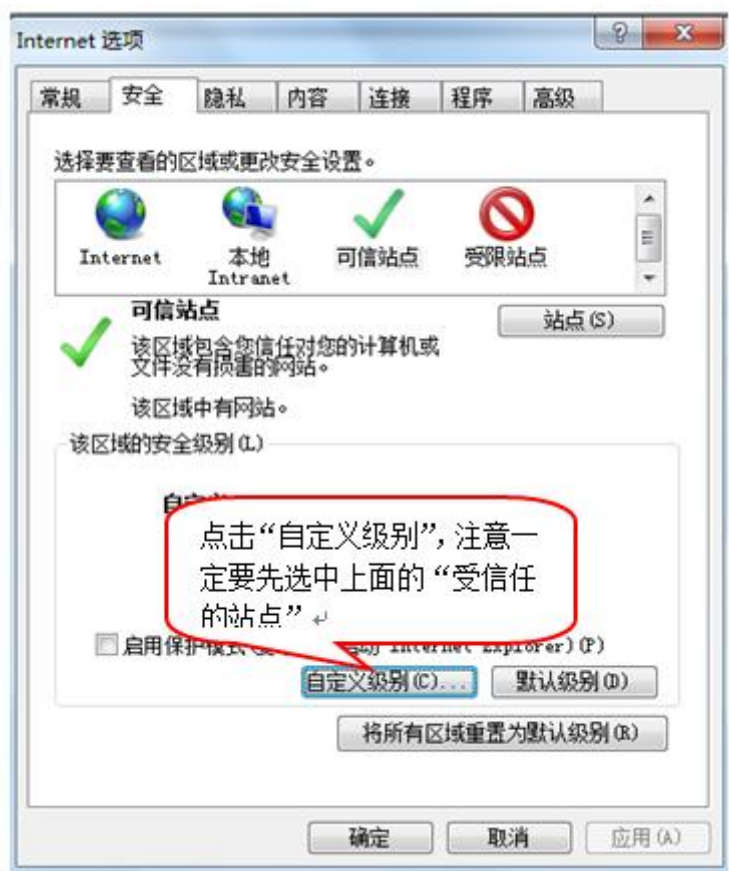 Internet 选项
常规 安全 隐私 内容 连接 程序 高级
选择要查看的区域或更改安全设置。
Internet 本地 Intranet 可信站点 受限站点
可信站点
站点(S)
该区域包含您信任对您的计算机或
文件没有损害的网站。
该区域中有网站。
该区域的安全级别(L)
点击“自定义级别”，注意一
定要先选中上面的“受信任
的站点”
启用保护模式 Internet Explorer)(P)
自定义级别(C)... 默认级别(D)
将所有区域重置为默认级别(R)
确定 取消 应用(A)